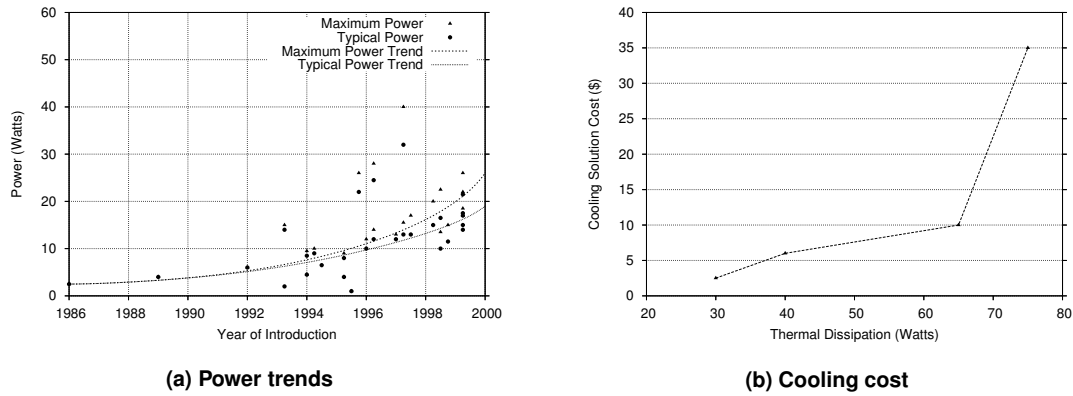 60
50
40
30
20
10
0
Power (Watts)
Maximum Power
Typical Power
Maximum Power Trend
Typical Power Trend
1986 1988 1990 1992 1994 1996 1998 2000
Year of Introduction
(a) Power trends
40
35
30
25
20
15
10
5
0
Cooling Solution Cost ($)
20 30 40 50 60 70 80
Thermal Dissipation (Watts)
(b) Cooling cost